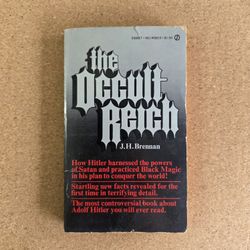 the
Occult
Reich
J.H. Brennan
How Hitler harnessed the powers
of Satan and practiced Black Magic
in his plan to conquer the world!
Startling new facts revealed for the
first time in terrifying detail.
The most controversial book about
Adolf Hitler you will ever read.